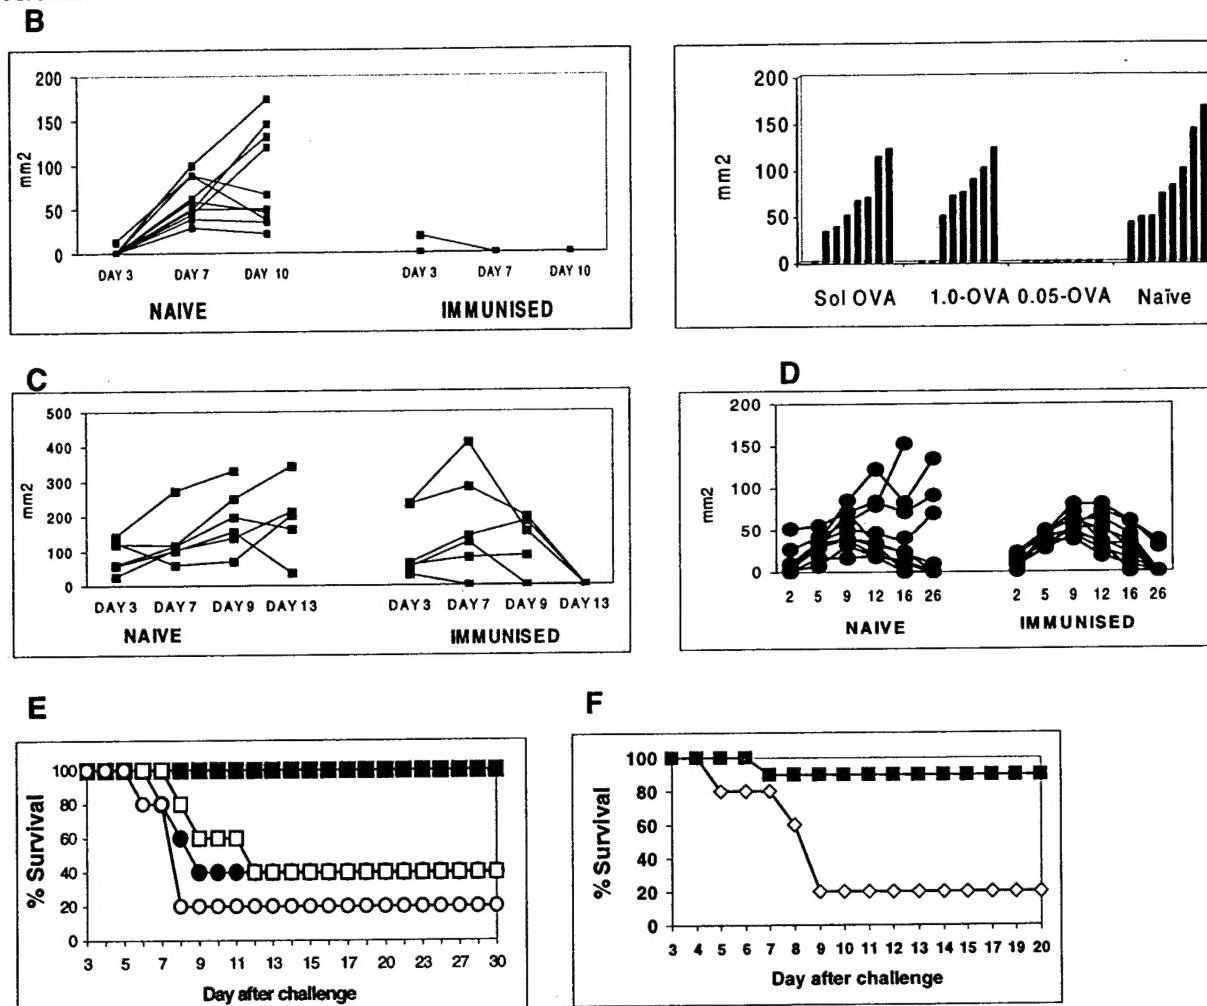 B
200
150
100
50
0
mm2
DAY 3 DAY 7 DAY 10 DAY 3 DAY 7 DAY 10
NAIVE IMMUNISED
200
150
100
50
0
mm2
Sol OVA 1.0-OVA 0.05-OVA Naïve
C
500
400
300
200
100
0
mm2
DAY 3 DAY 7 DAY 9 DAY 13 DAY 3 DAY 7 DAY 9 DAY 13
NAIVE IMMUNISED
D
200
150
100
50
0
mm2
2 5 9 12 16 26 2 5 9 12 16 26
NAIVE IMMUNISED
E
100
80
60
40
20
0
% Survival
3 5 7 9 11 13 15 17 20 23 27 30
Day after challenge
F
100
80
60
40
20
0
% Survival
3 4 5 6 7 8 9 10 11 12 13 14 15 17 19 20
Day after challenge